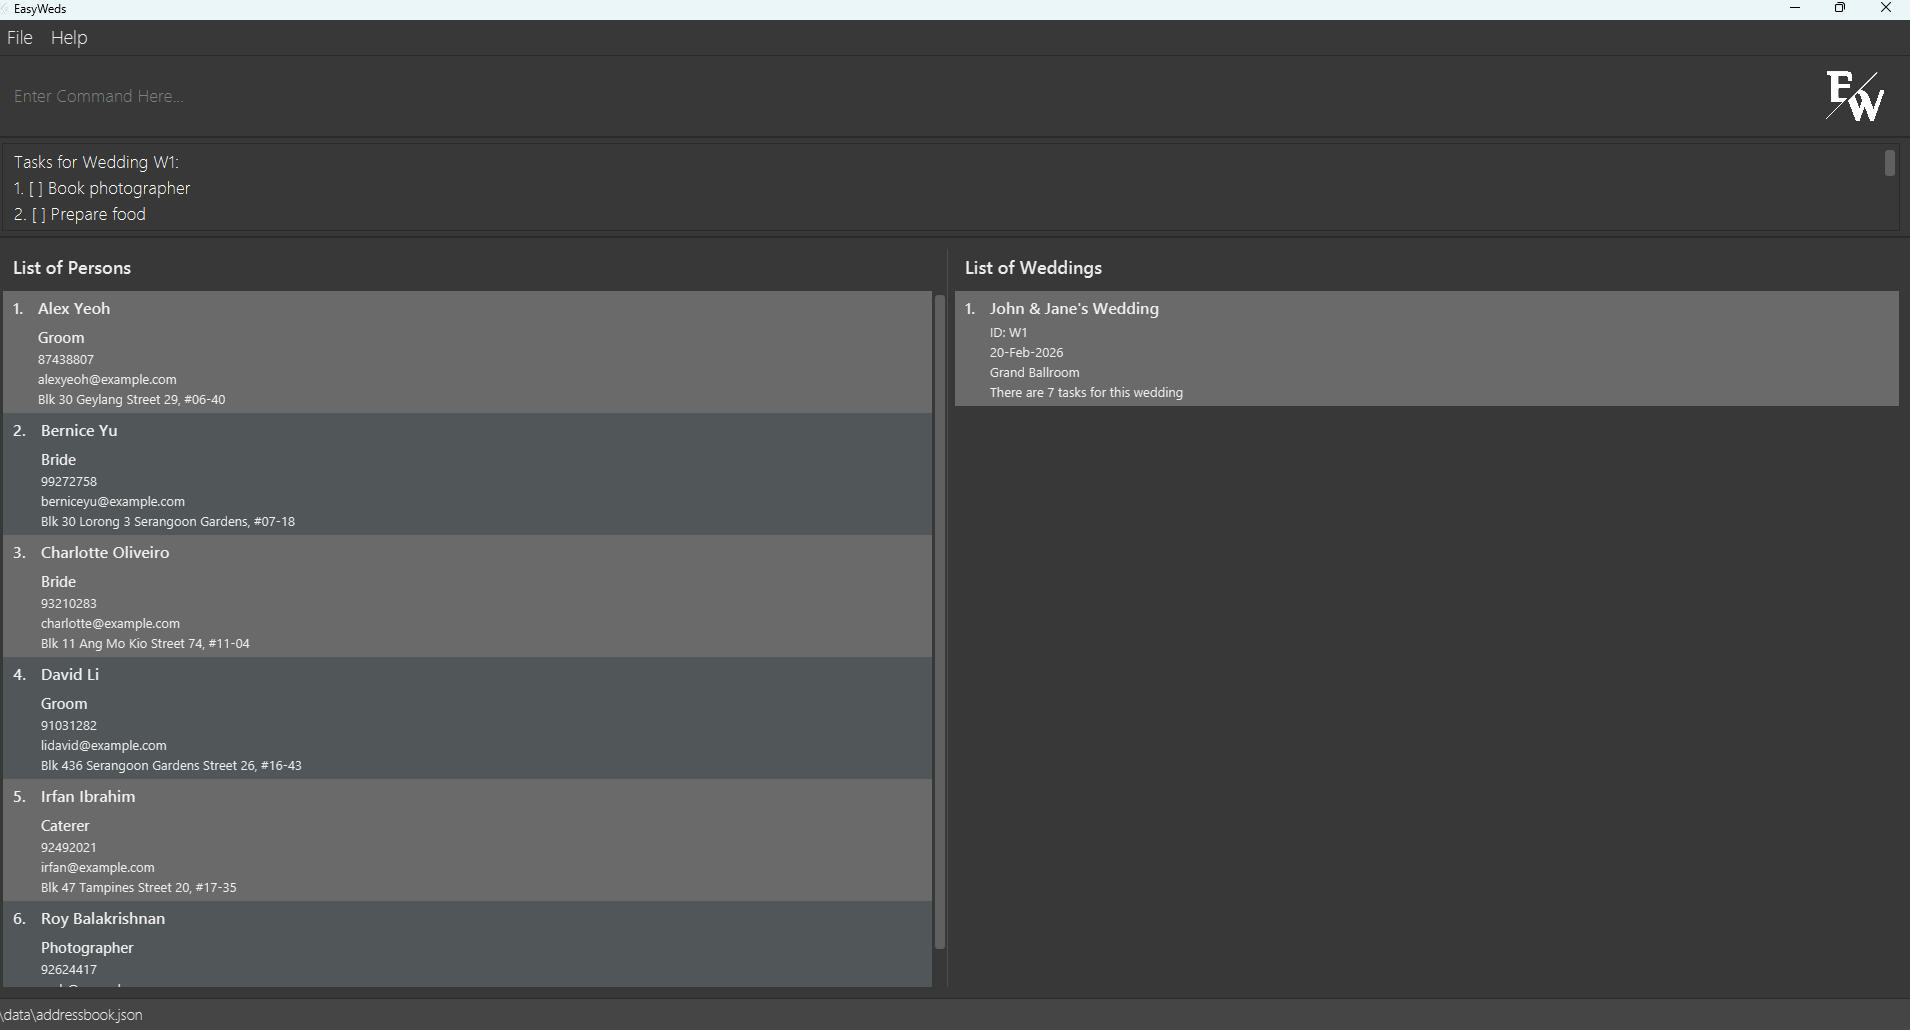 EasyWeds
File Help
Enter Command Here...
EW
Tasks for Wedding W1:
1. [ ] Book photographer
2. [ ] Prepare food
List of Persons
1. Alex Yeoh
Groom
87438807
alexyeoh@example.com
Blk 30 Geylang Street 29, #06-40
2. Bernice Yu
Bride
99272758
berniceyu@example.com
Blk 30 Lorong 3 Serangoon Gardens, #07-18
3. Charlotte Oliveiro
Bride
93210283
charlotte@example.com
Blk 11 Ang Mo Kio Street 74, #11-04
4. David Li
Groom
91031282
lidavid@example.com
Blk 436 Serangoon Gardens Street 26, #16-43
5. Irfan Ibrahim
Caterer
92492021
irfan@example.com
Blk 47 Tampines Street 20, #17-35
6. Roy Balakrishnan
Photographer
92624417
List of Weddings
1. John & Jane's Wedding
ID: W1
20-Feb-2026
Grand Ballroom
There are 7 tasks for this wedding
\data\addressbook.json